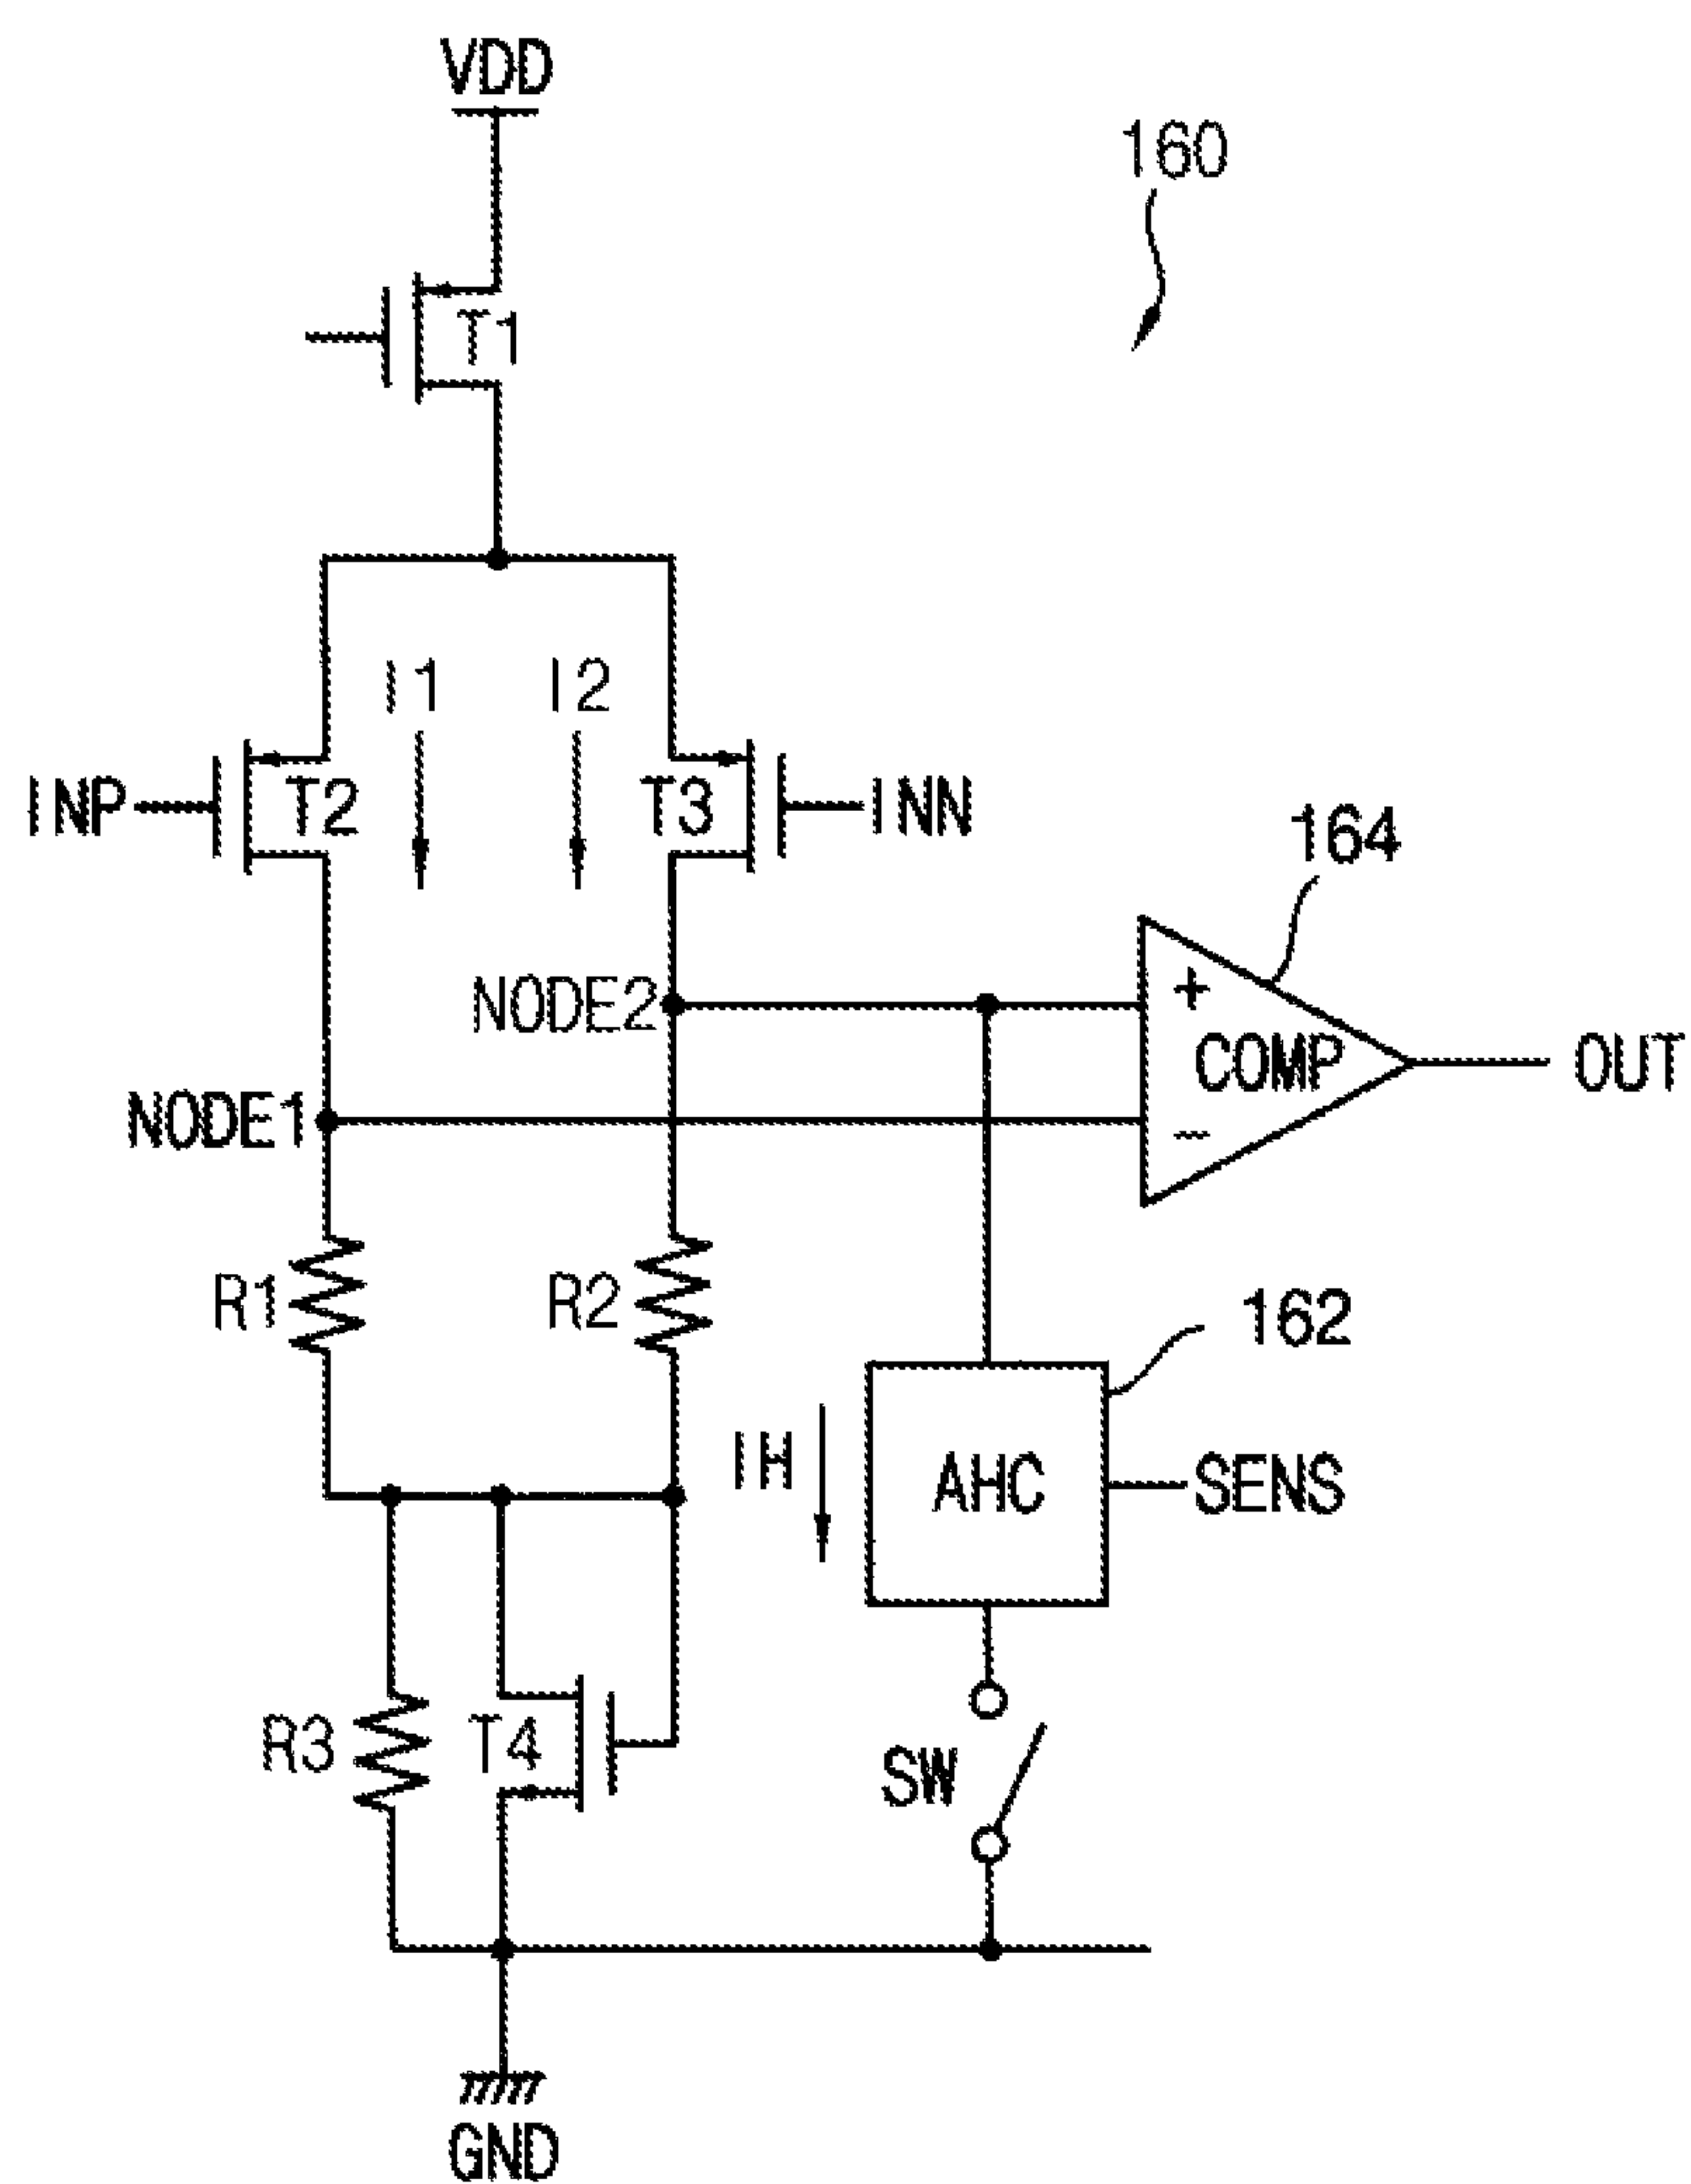 VDD
160
T1
I1
I2
INP
T2
T3
INN
164
NODE2
+
COMP
OUT
NODE1
-
R1
R2
162
IH
AHC
SENS
R3
T4
SW
GND